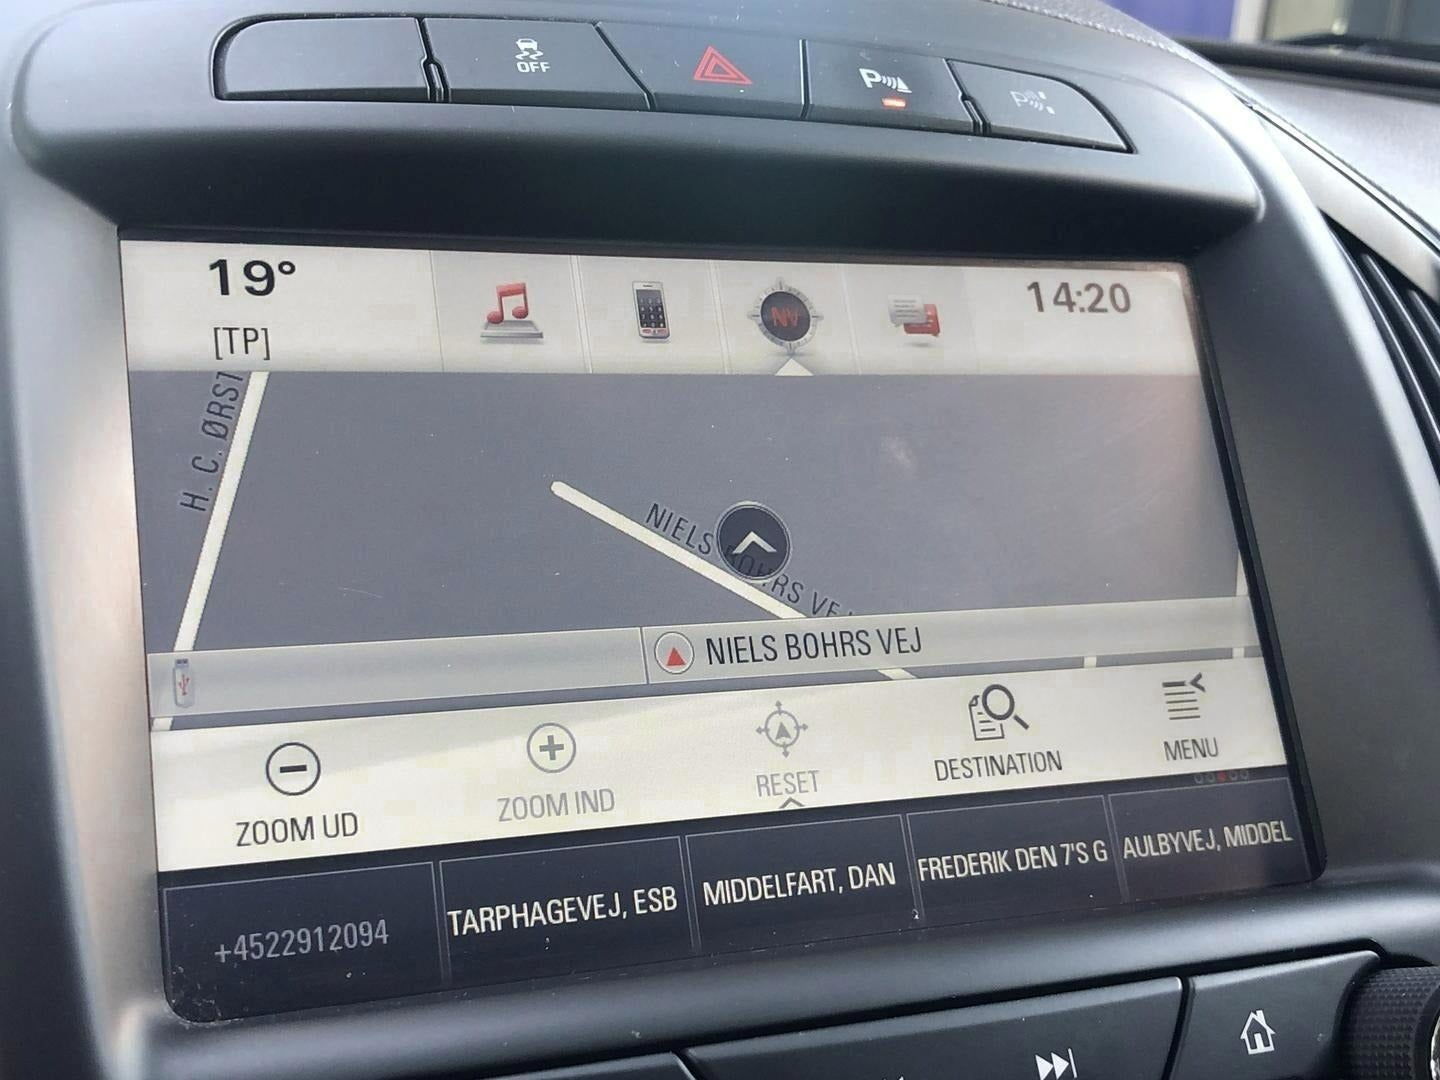 OFF
P
P
19°
14:20
[TP]
H. C. ØRST
NIELS BOHRS VEJ
NIELS BOHRS VEJ
ZOOM UD
ZOOM IND
RESET
DESTINATION
MENU
+4522912094
TARPHAGEVEJ, ESB
MIDDELFART, DAN
FREDERIK DEN 7'S G
AULBYVEJ, MIDDEL